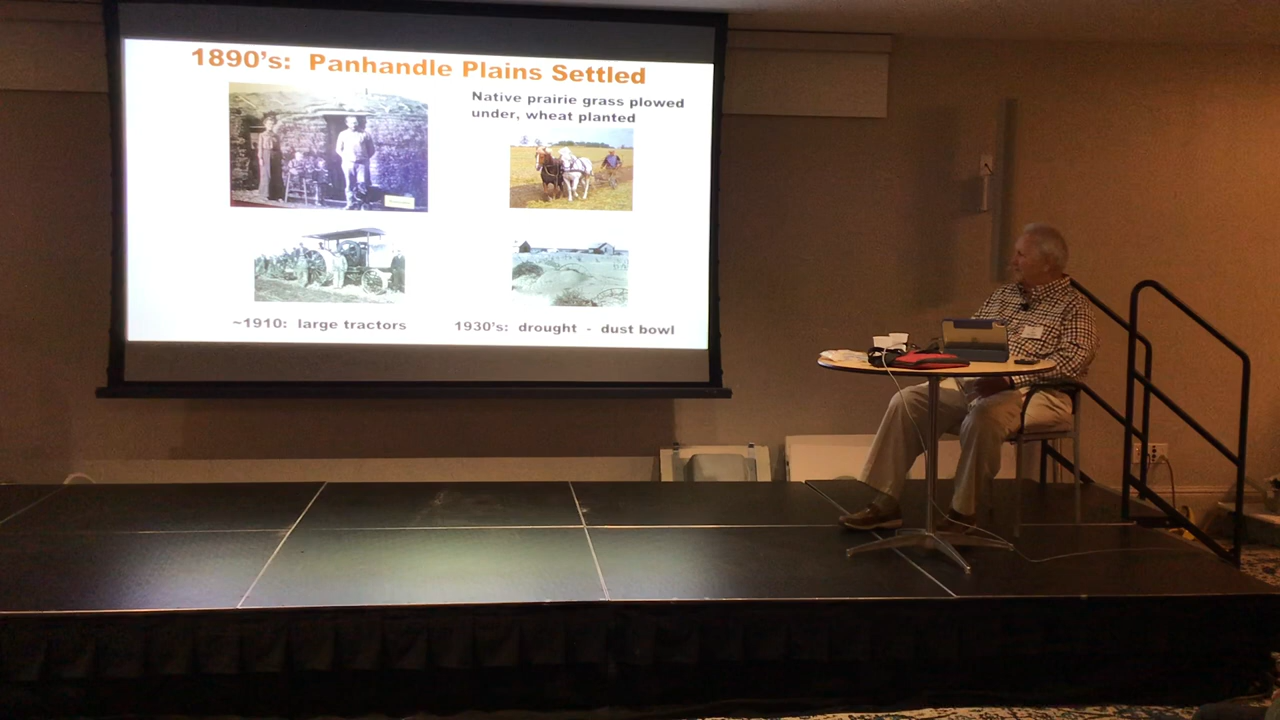 1890's: Panhandle Plains Settled
Native prairie grass plowed
under, wheat planted
~1910: large tractors
1930's: drought - dust bowl